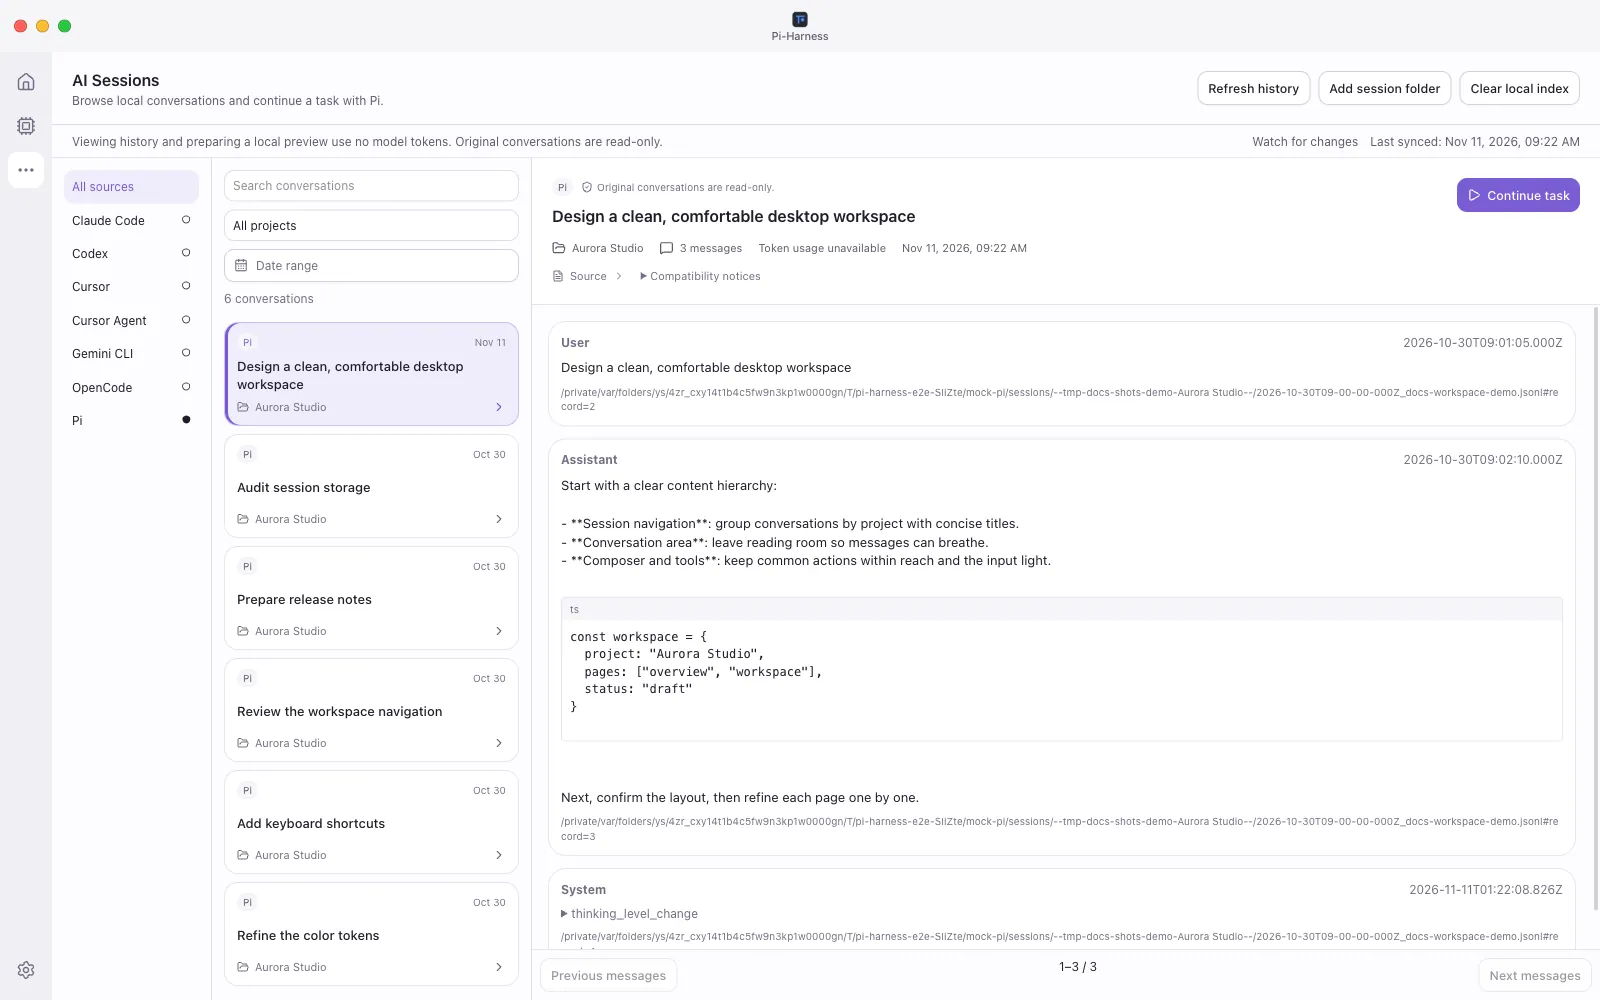 Pi-Harness
AI Sessions
Browse local conversations and continue a task with Pi.
Refresh history
Add session folder
Clear local index
Viewing history and preparing a local preview use no model tokens. Original conversations are read-only.
Watch for changes
Last synced: Nov 11, 2026, 09:22 AM
All sources
Claude Code
Codex
Cursor
Cursor Agent
Gemini CLI
OpenCode
Pi
Search conversations
All projects
Date range
6 conversations
Pi
Nov 11
Design a clean, comfortable desktop
workspace
Aurora Studio
Pi
Oct 30
Audit session storage
Aurora Studio
Pi
Oct 30
Prepare release notes
Aurora Studio
Pi
Oct 30
Review the workspace navigation
Aurora Studio
Pi
Oct 30
Add keyboard shortcuts
Aurora Studio
Pi
Oct 30
Refine the color tokens
Aurora Studio
Pi
Original conversations are read-only.
Continue task
Design a clean, comfortable desktop workspace
Aurora Studio
3 messages
Token usage unavailable
Nov 11, 2026, 09:22 AM
Source
Compatibility notices
User
2026-10-30T09:01:05.000Z
Design a clean, comfortable desktop workspace
/private/var/folders/ys/4zr_cxy14t1b4c5fw9n3kp1w0000gn/T/pi-harness-e2e-SliZte/mock-pi/sessions/--tmp-docs-shots-demo-Aurora Studio--/2026-10-30T09-00-00-000Z_docs-workspace-demo.jsonl#re
cord=2
Assistant
2026-10-30T09:02:10.000Z
Start with a clear content hierarchy:
- **Session navigation**: group conversations by project with concise titles.
- **Conversation area**: leave reading room so messages can breathe.
- **Composer and tools**: keep common actions within reach and the input light.
ts
const workspace = {
  project: "Aurora Studio",
  pages: ["overview", "workspace"],
  status: "draft"
}
Next, confirm the layout, then refine each page one by one.
/private/var/folders/ys/4zr_cxy14t1b4c5fw9n3kp1w0000gn/T/pi-harness-e2e-SliZte/mock-pi/sessions/--tmp-docs-shots-demo-Aurora Studio--/2026-10-30T09-00-00-000Z_docs-workspace-demo.jsonl#re
cord=3
System
2026-11-11T01:22:08.826Z
thinking_level_change
/private/var/folders/ys/4zr_cxy14t1b4c5fw9n3kp1w0000gn/T/pi-harness-e2e-SliZte/mock-pi/sessions/--tmp-docs-shots-demo-Aurora Studio--/2026-10-30T09-00-00-000Z_docs-workspace-demo.jsonl#re
Previous messages
1–3 / 3
Next messages